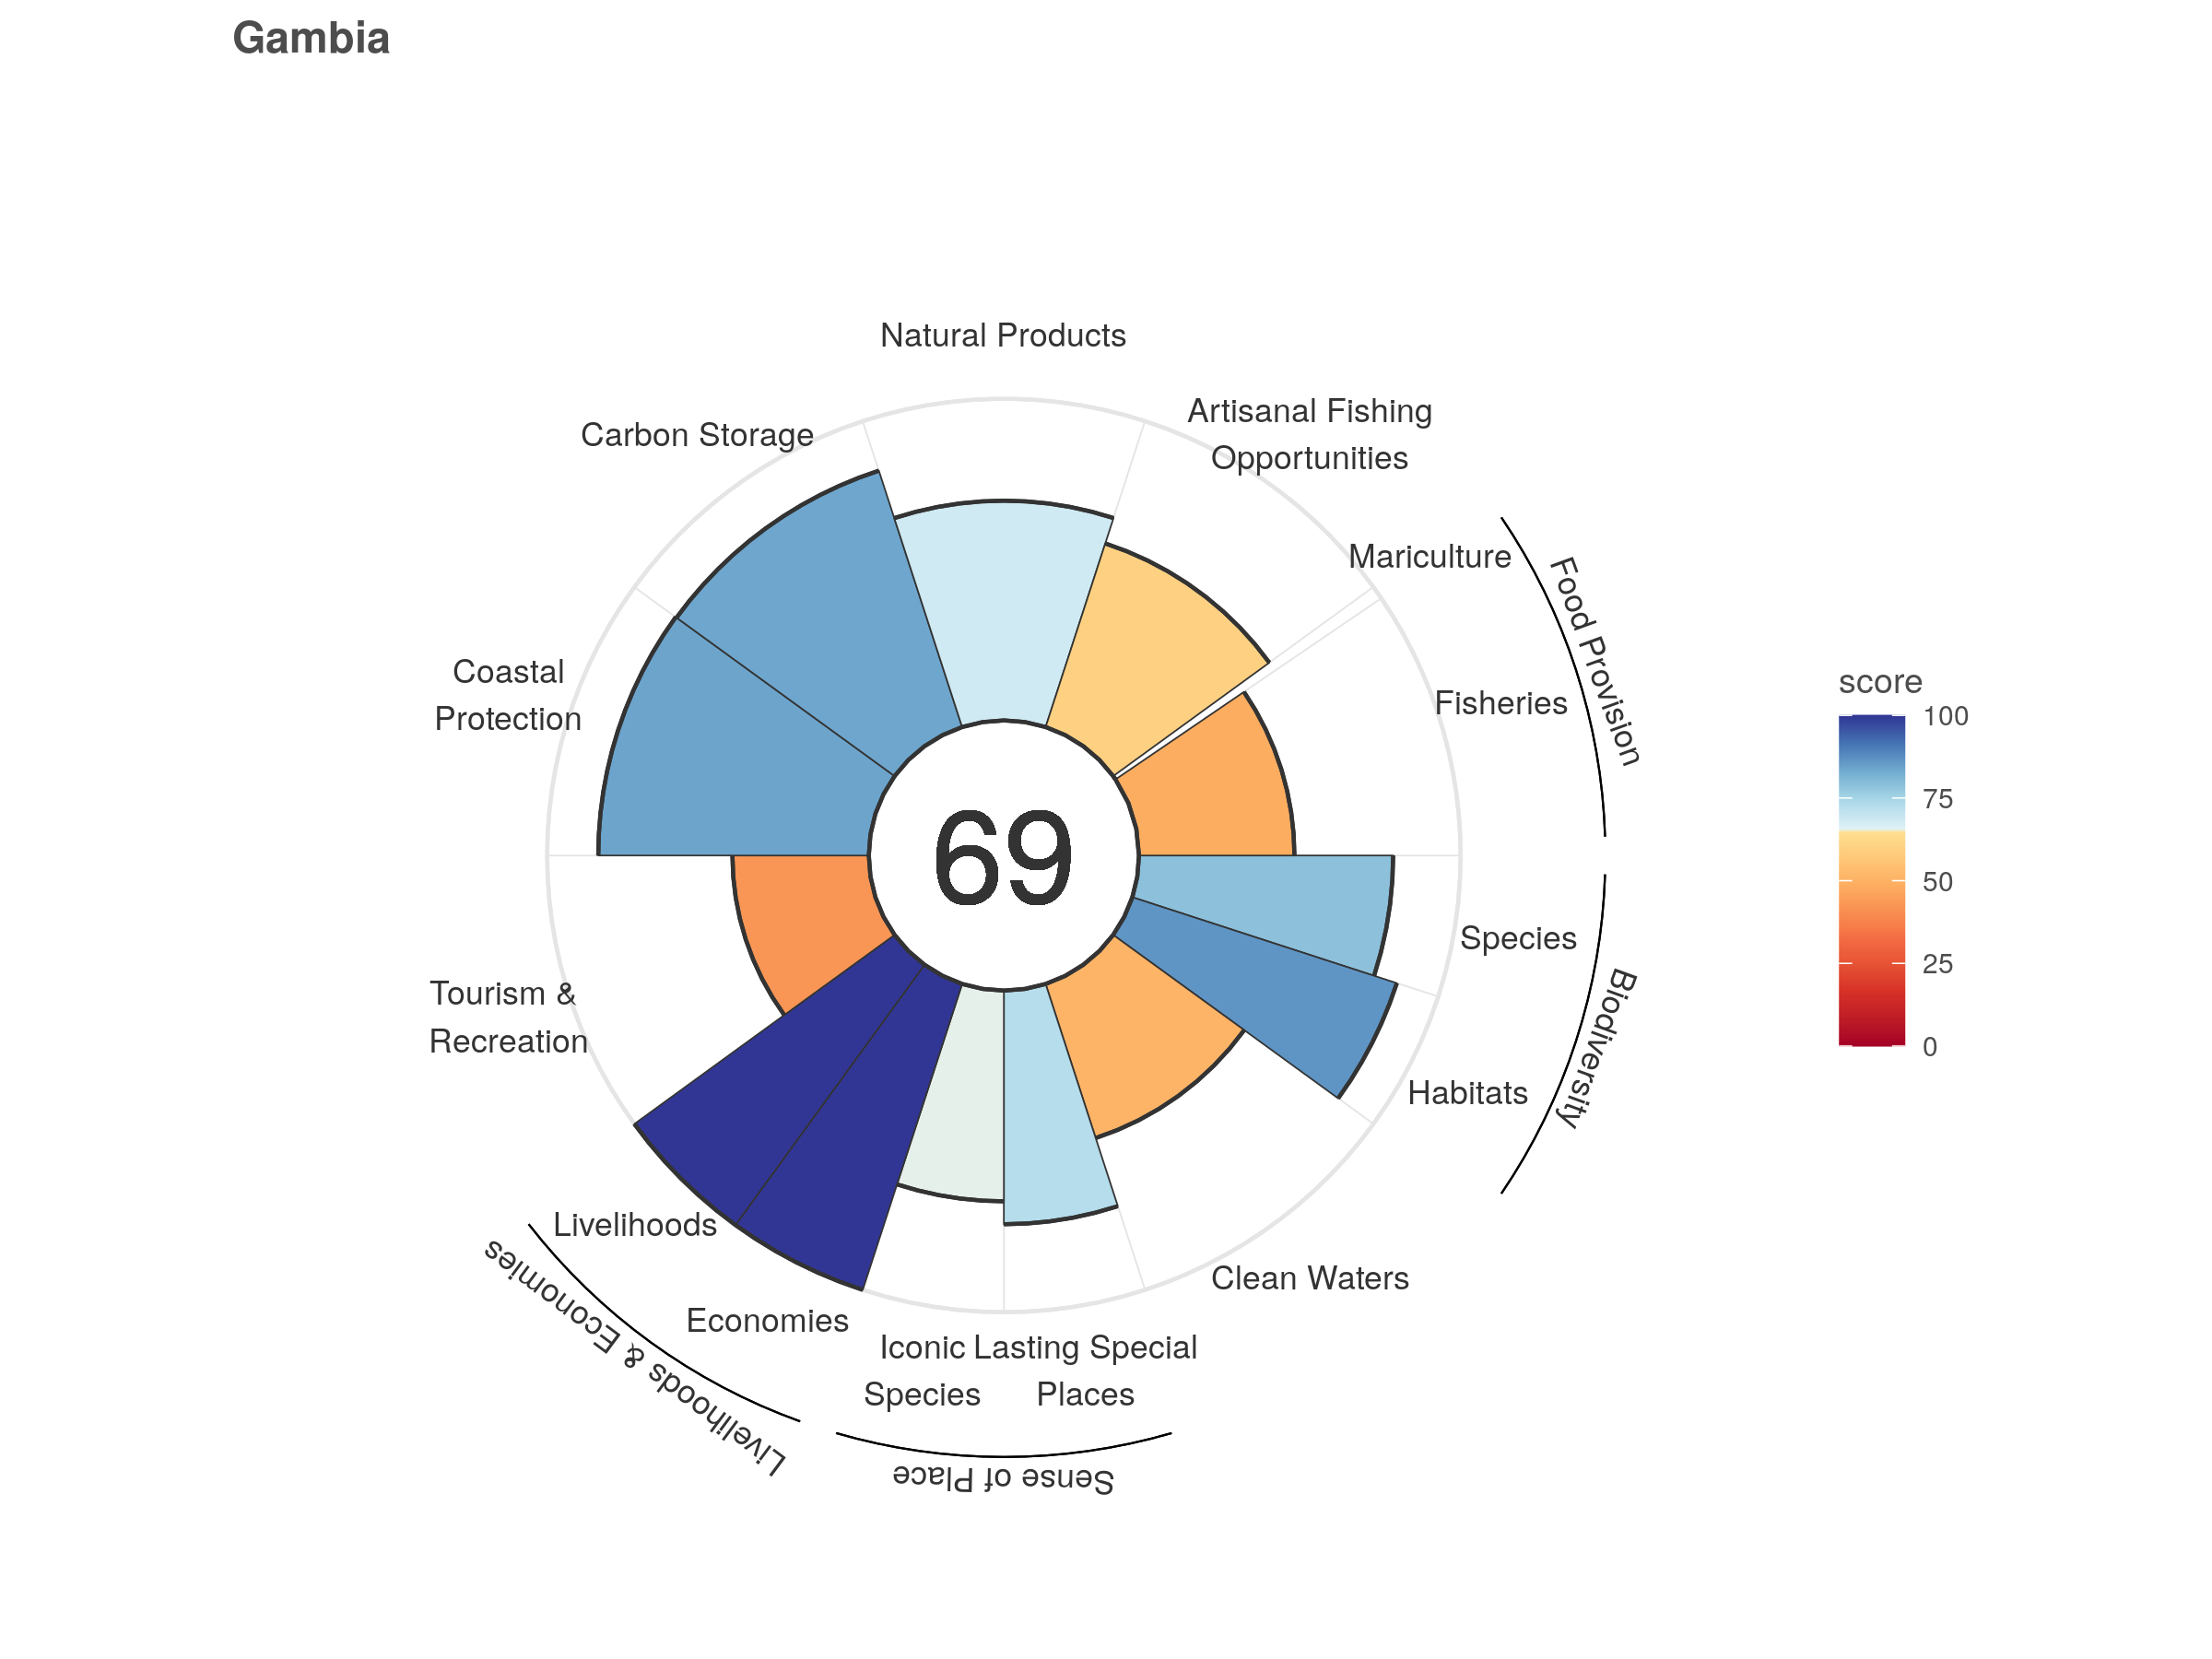 Gambia
Natural Products
Artisanal Fishing
Opportunities
Carbon Storage
Mariculture
Food Provision
Coastal
Protection
Fisheries
score
100
75
50
25
0
69
Species
Biodiversity
Tourism &
Recreation
Habitats
Livelihoods
Clean Waters
Economies
Livelihoods & Economies
Iconic
Species
Lasting Special
Places
Sense of Place